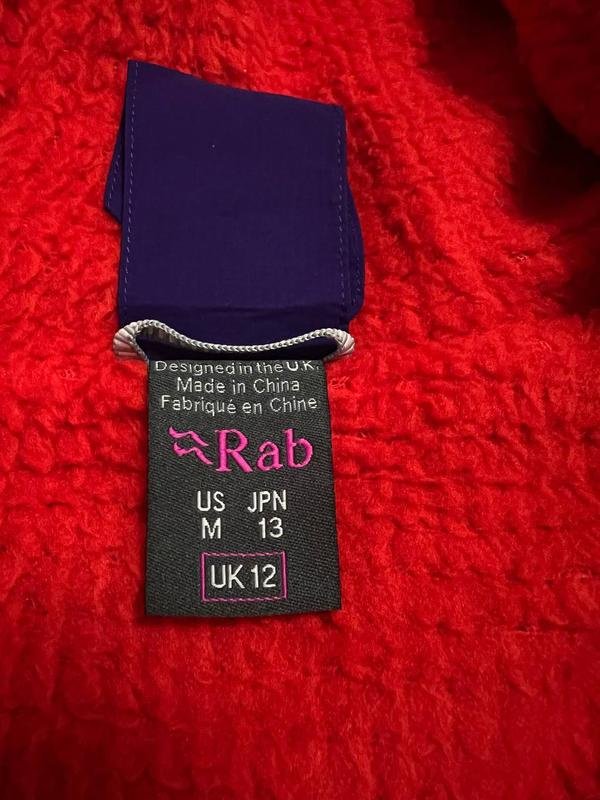 Designed in the U.K.
Made in China
Fabriqué en Chine
Rab
US JPN
M 13
UK 12